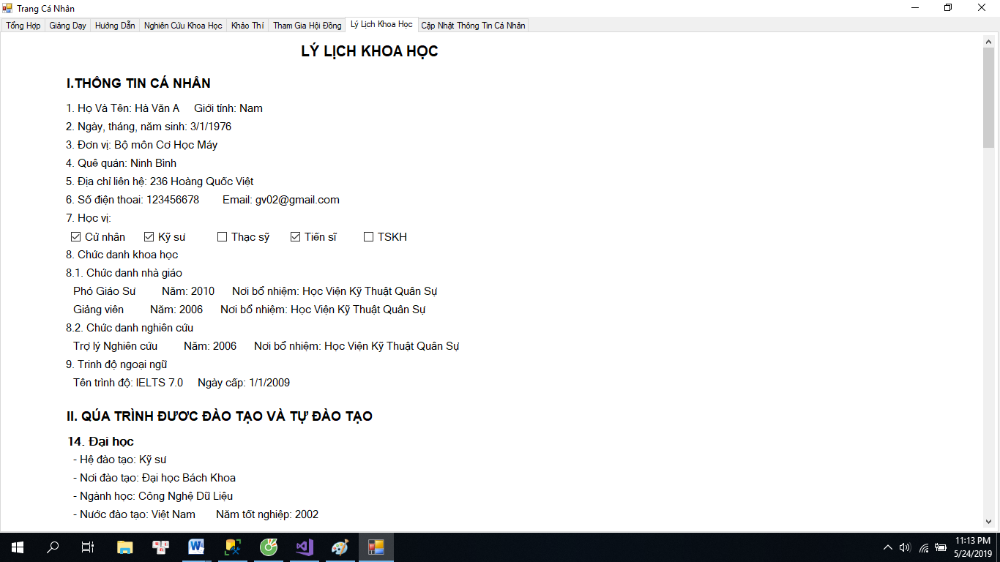 Trang Cá Nhân
Tổng Hợp Giảng Dạy Hướng Dẫn Nghiên Cứu Khoa Học Khảo Thí Tham Gia Hội Đồng Lý Lịch Khoa Học Cập Nhật Thông Tin Cá Nhân
LÝ LỊCH KHOA HỌC
I.THÔNG TIN CÁ NHÂN
1. Họ Và Tên: Hà Văn A Giới tính: Nam
2. Ngày, tháng, năm sinh: 3/1/1976
3. Đơn vị: Bộ môn Cơ Học Máy
4. Quê quán: Ninh Bình
5. Địa chỉ liên hệ: 236 Hoàng Quốc Việt
6. Số điện thoai: 123456678 Email: gv02@gmail.com
7. Học vị:
Cử nhân Kỹ sư Thạc sỹ Tiến sĩ TSKH
8. Chức danh khoa học
8.1. Chức danh nhà giáo
Phó Giáo Sư Năm: 2010 Nơi bổ nhiệm: Học Viện Kỹ Thuật Quân Sự
Giảng viên Năm: 2006 Nơi bổ nhiệm: Học Viện Kỹ Thuật Quân Sự
8.2. Chức danh nghiên cứu
Trợ lý Nghiên cứu Năm: 2006 Nơi bổ nhiệm: Học Viện Kỹ Thuật Quân Sự
9. Trinh độ ngoại ngữ
Tên trình độ: IELTS 7.0 Ngày cấp: 1/1/2009
II. QÚA TRÌNH ĐƯƠC ĐÀO TẠO VÀ TỰ ĐÀO TẠO
14. Đại học
- Hệ đào tạo: Kỹ sư
- Nơi đào tạo: Đại học Bách Khoa
- Ngành học: Công Nghệ Dữ Liệu
- Nước đào tạo: Việt Nam Năm tốt nghiệp: 2002
11:13 PM
5/24/2019